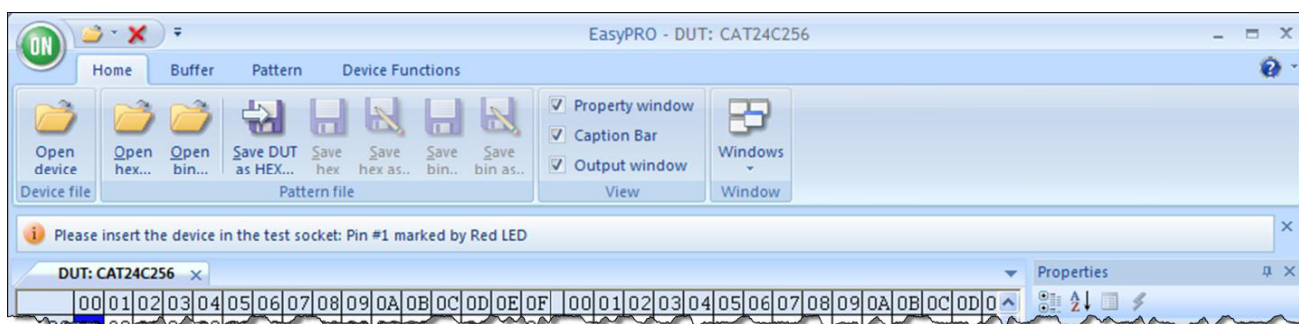 ON
EasyPRO - DUT: CAT24C256
Home Buffer Pattern Device Functions
Open device
Open hex...
Open bin...
Save DUT as HEX...
Save hex
Save hex as..
Save bin..
Save bin as..
Property window
Caption Bar
Output window
Windows
Device file Pattern file View Window
Please insert the device in the test socket: Pin #1 marked by Red LED
DUT: CAT24C256
Properties
00 01 02 03 04 05 06 07 08 09 0A 0B 0C 0D 0E 0F 00 01 02 03 04 05 06 07 08 09 0A 0B 0C 0D 0